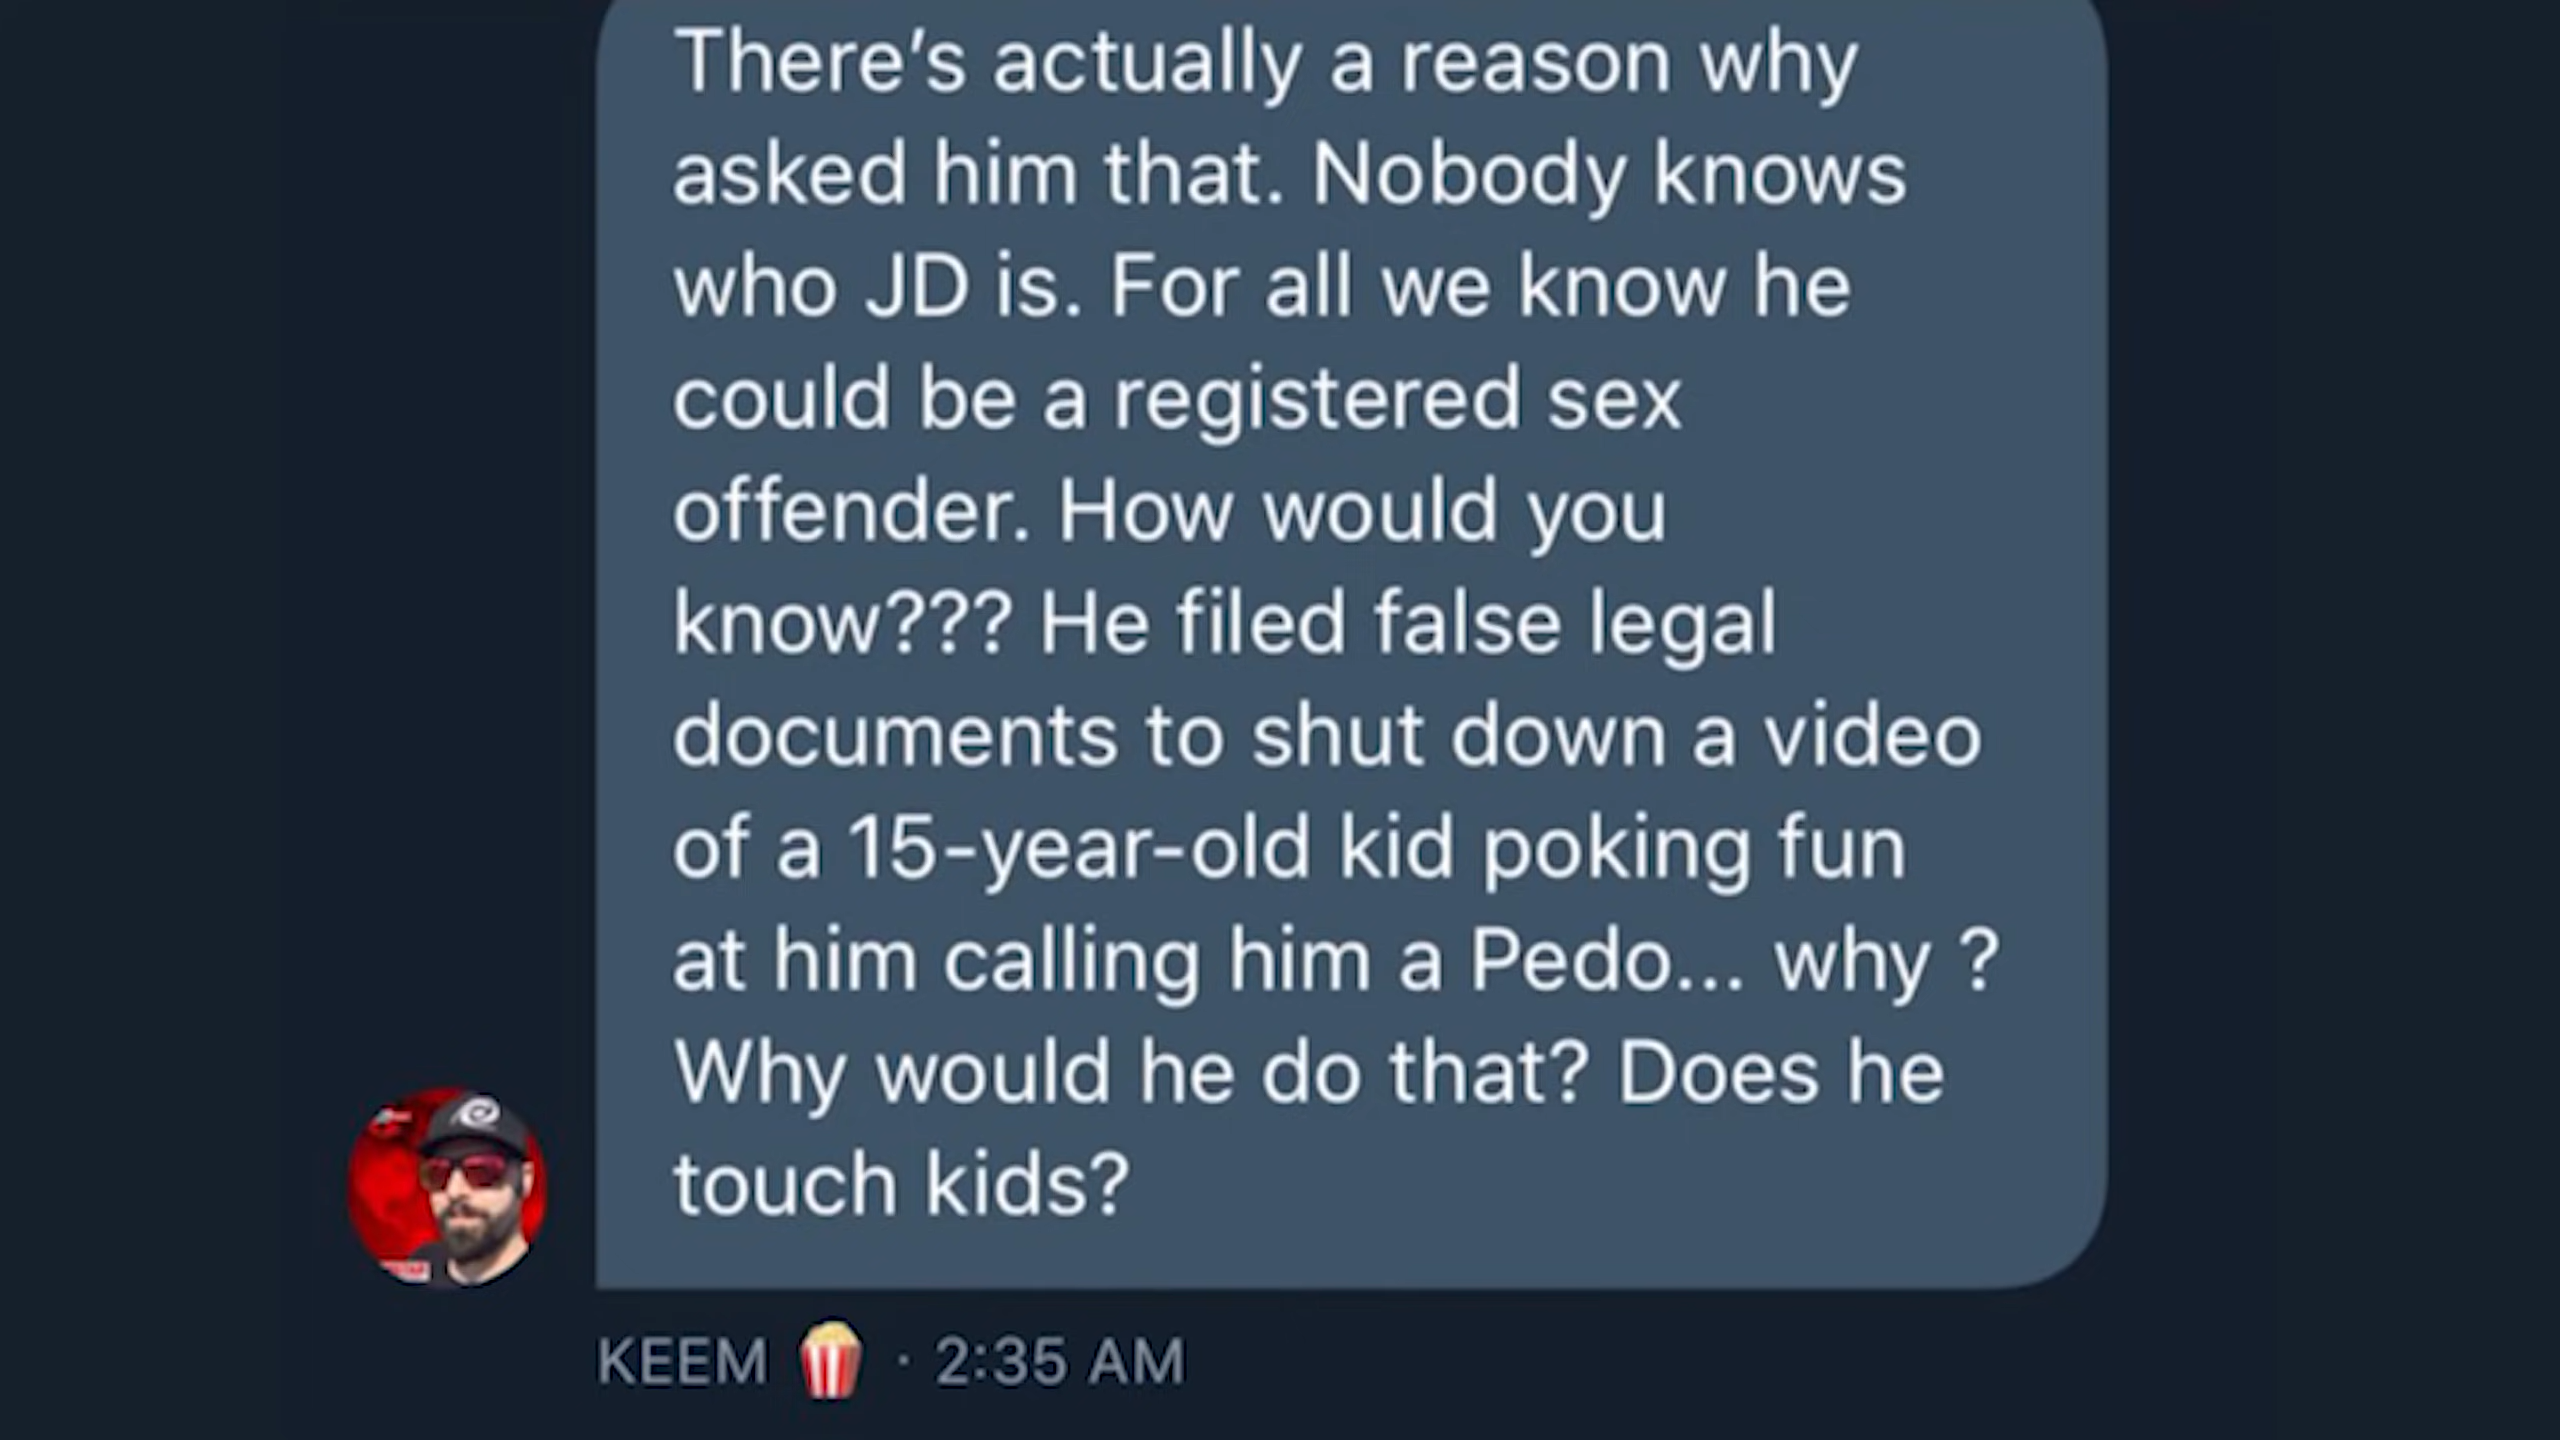 There's actually a reason why
asked him that. Nobody knows
who JD is. For all we know he
could be a registered sex
offender. How would you
know??? He filed false legal
documents to shut down a video
of a 15-year-old kid poking fun
at him calling him a Pedo... why ?
Why would he do that? Does he
touch kids?
KEEM 🍿 · 2:35 AM